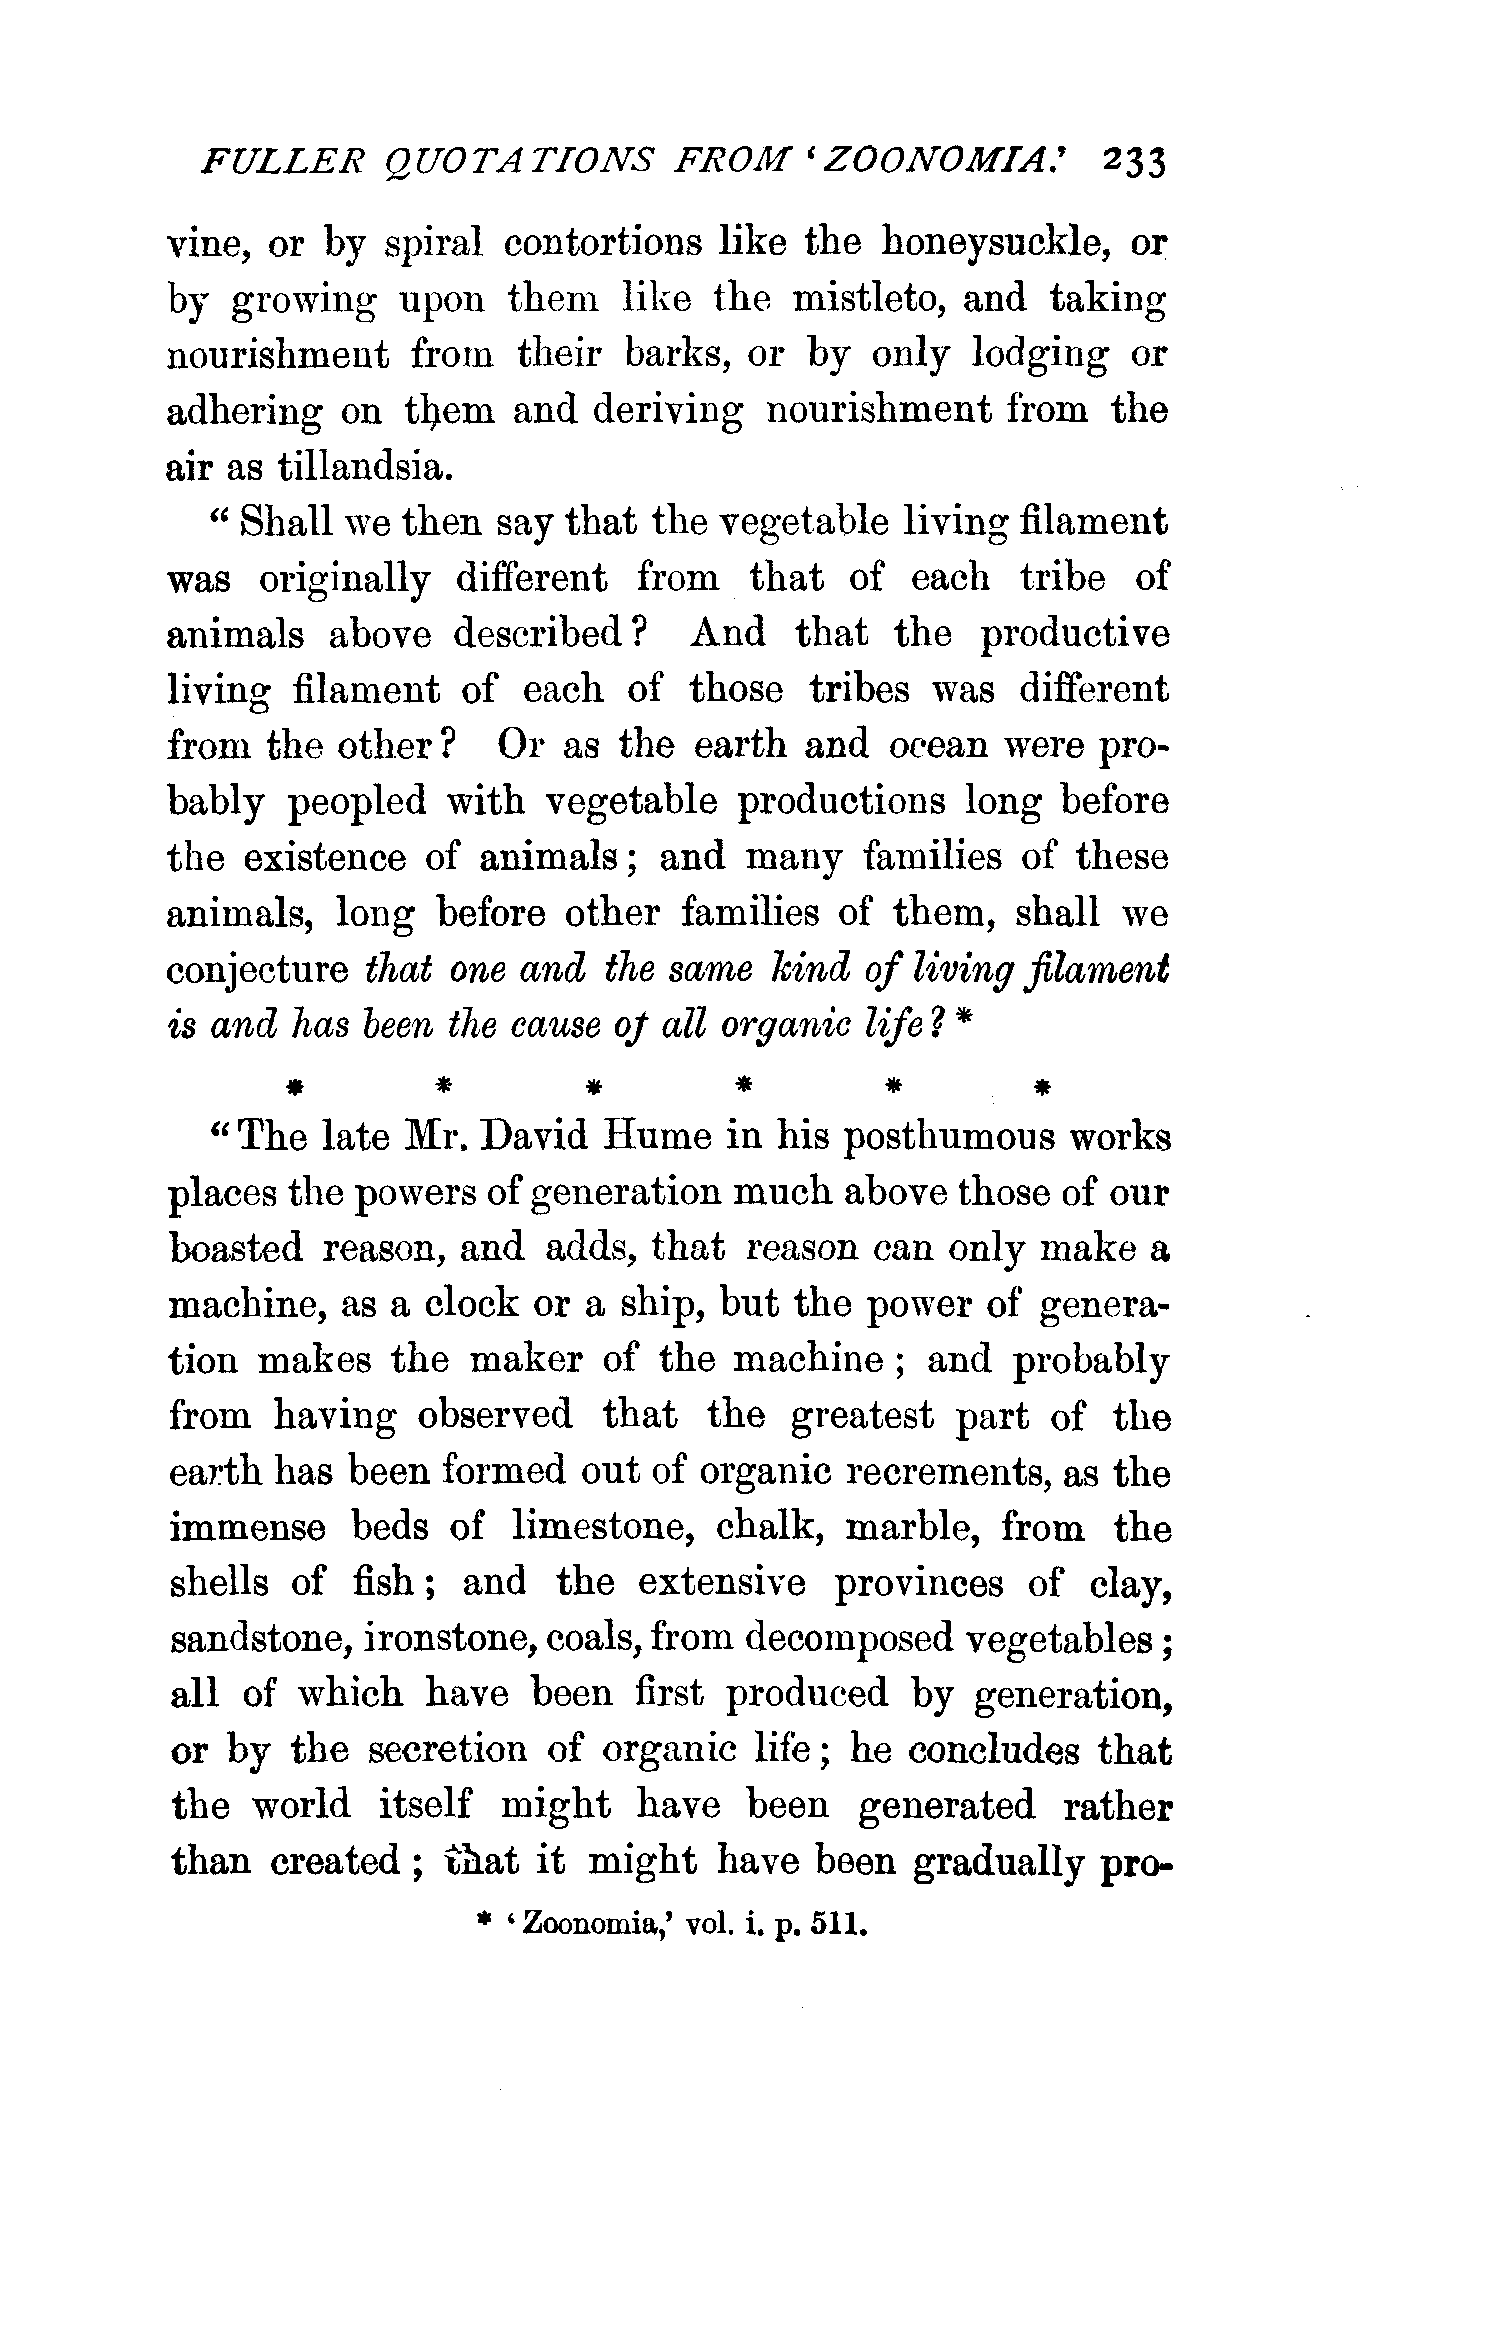 FULLER QUOTATIONS FROM ‘ZOONOMIA.’ 233
vine, or by spiral contortions like the honeysuckle, or
by growing upon them like the mistleto, and taking
nourishment from their barks, or by only lodging or
adhering on them and deriving nourishment from the
air as tillandsia.
“Shall we then say that the vegetable living filament
was originally different from that of each tribe of
animals above described? And that the productive
living filament of each of those tribes was different
from the other? Or as the earth and ocean were pro-
bably peopled with vegetable productions long before
the existence of animals; and many families of these
animals, long before other families of them, shall we
conjecture that one and the same kind of living filament
is and has been the cause of all organic life?*
* * * * * *
“The late Mr. David Hume in his posthumous works
places the powers of generation much above those of our
boasted reason, and adds, that reason can only make a
machine, as a clock or a ship, but the power of genera-
tion makes the maker of the machine; and probably
from having observed that the greatest part of the
earth has been formed out of organic recrements, as the
immense beds of limestone, chalk, marble, from the
shells of fish; and the extensive provinces of clay,
sandstone, ironstone, coals, from decomposed vegetables;
all of which have been first produced by generation,
or by the secretion of organic life; he concludes that
the world itself might have been generated rather
than created; that it might have been gradually pro-
* ‘Zoonomia,’ vol. i. p. 511.